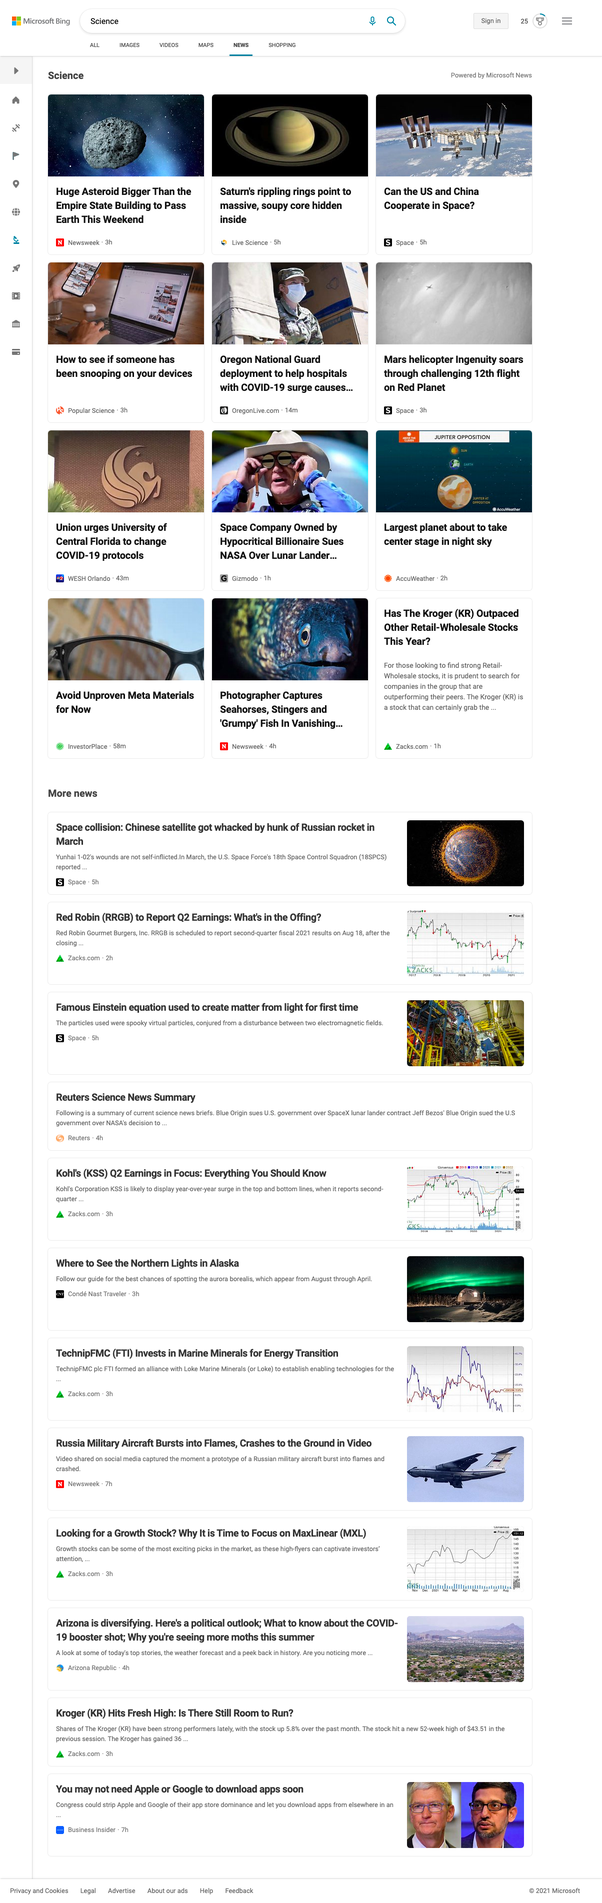 Microsoft Bing
Science
Sign in
25
ALL
IMAGES
VIDEOS
MAPS
NEWS
SHOPPING
Science
Powered by Microsoft News
Huge Asteroid Bigger Than the
Empire State Building to Pass
Earth This Weekend
Newsweek · 3h
Saturn's rippling rings point to
massive, soupy core hidden
inside
Live Science · 5h
Can the US and China
Cooperate in Space?
Space · 5h
How to see if someone has
been snooping on your devices
Popular Science · 3h
Oregon National Guard
deployment to help hospitals
with COVID-19 surge causes...
OregonLive.com · 14m
Mars helicopter Ingenuity soars
through challenging 12th flight
on Red Planet
Space · 3h
Union urges University of
Central Florida to change
COVID-19 protocols
WESH Orlando · 43m
Space Company Owned by
Hypocritical Billionaire Sues
NASA Over Lunar Lander...
Gizmodo · 1h
JUPITER OPPOSITION
AccuWeather
Largest planet about to take
center stage in night sky
AccuWeather · 2h
Avoid Unproven Meta Materials
for Now
InvestorPlace · 58m
Photographer Captures
Seahorses, Stingers and
'Grumpy' Fish In Vanishing...
Newsweek · 4h
Has The Kroger (KR) Outpaced
Other Retail-Wholesale Stocks
This Year?
For those looking to find strong Retail-
Wholesale stocks, it is prudent to search for
companies in the group that are
outperforming their peers. The Kroger (KR) is
a stock that can certainly grab the ...
Zacks.com · 1h
More news
Space collision: Chinese satellite got whacked by hunk of Russian rocket in
March
Yunhai 1-02's wounds are not self-inflicted.In March, the U.S. Space Force's 18th Space Control Squadron (18SPCS)
reported ...
Space · 5h
Red Robin (RRGB) to Report Q2 Earnings: What's in the Offing?
Red Robin Gourmet Burgers, Inc. RRGB is scheduled to report second-quarter fiscal 2021 results on Aug 18, after the
closing ...
Zacks.com · 2h
ZACKS
Famous Einstein equation used to create matter from light for first time
The particles used were spooky virtual particles, conjured from a disturbance between two electromagnetic fields.
Space · 5h
Reuters Science News Summary
Following is a summary of current science news briefs. Blue Origin sues U.S. government over SpaceX lunar lander contract Jeff Bezos' Blue Origin sued the U.S
government over NASA's decision to ...
Reuters · 4h
Kohl's (KSS) Q2 Earnings in Focus: Everything You Should Know
Kohl's Corporation KSS is likely to display year-over-year surge in the top and bottom lines, when it reports second-
quarter ...
Zacks.com · 3h
Where to See the Northern Lights in Alaska
Follow our guide for the best chances of spotting the aurora borealis, which appear from August through April.
Condé Nast Traveler · 3h
TechnipFMC (FTI) Invests in Marine Minerals for Energy Transition
TechnipFMC plc FTI formed an alliance with Loke Marine Minerals (or Loke) to establish enabling technologies for the
...
Zacks.com · 3h
Russia Military Aircraft Bursts into Flames, Crashes to the Ground in Video
Video shared on social media captured the moment a prototype of a Russian military aircraft burst into flames and
crashed.
Newsweek · 7h
Looking for a Growth Stock? Why It is Time to Focus on MaxLinear (MXL)
Growth stocks can be some of the most exciting picks in the market, as these high-flyers can captivate investors'
attention, ...
Zacks.com · 3h
Arizona is diversifying. Here's a political outlook; What to know about the COVID-
19 booster shot; Why you're seeing more moths this summer
A look at some of today's top stories, the weather forecast and a peek back in history. Are you noticing more ...
Arizona Republic · 4h
Kroger (KR) Hits Fresh High: Is There Still Room to Run?
Shares of The Kroger (KR) have been strong performers lately, with the stock up 5.8% over the past month. The stock hit a new 52-week high of $43.51 in the
previous session. The Kroger has gained 36 ...
Zacks.com · 3h
You may not need Apple or Google to download apps soon
Congress could strip Apple and Google of their app store dominance and let you download apps from elsewhere in an
...
Business Insider · 7h
Privacy and Cookies
Legal
Advertise
About our ads
Help
Feedback
© 2021 Microsoft